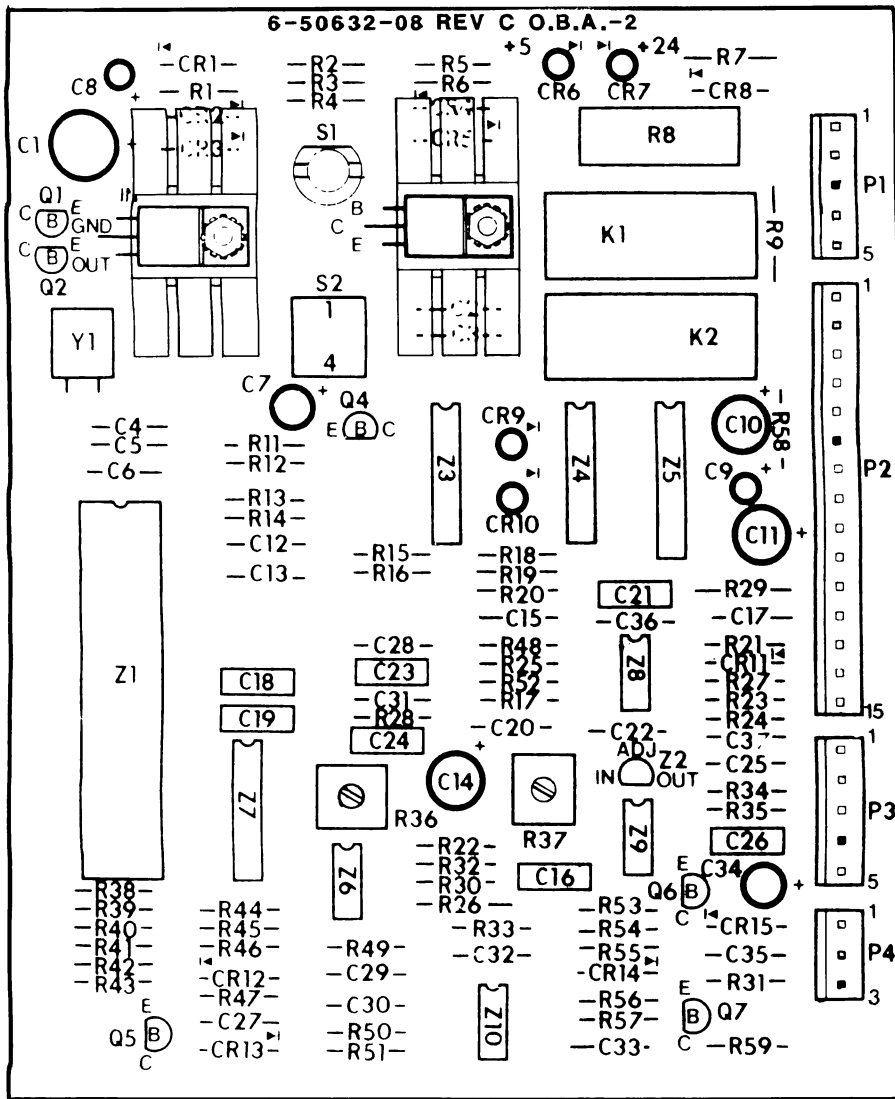 6-50632-08 REV C O.B.A.-2
+5 +24
CR1 R2 R5 R7
C8 R3 R6 CR6 CR7 CR8
R1 R4
CR3 CR5
C1 S1 R8 1
P1
Q1 C E B GND B K1 R9
C E B OUT C
Q2 E 5
S2 1
Y1 1 K2
4
C7 + Q4 + R58
C4 E B C CR9 C10
C5 R11 Z3 Z4 Z5 P2
C6 R12 C9 +
R13 CR10
R14 C11 +
C12 R15 R18
C13 R16 R19
R20 C21 R29
C15 C36 C17
Z1 C28 R48 Z8 R21
C18 C23 R25 CR11
C31 R52 R27
C19 R28 R17 R23 15
C24 C20 C22 R24
+ ADJ C37 1
Z7 C14 IN Z2 OUT C25
R36 R37 R34 P3
R35
Z6 R22 Z9 C26
R32 C16 E C34
R38 R30 Q6 B + 5
R39 R44 R26 R53 C 1
R40 R45 R33 R54 CR15
R41 R46 R49 C32 R55 C35 P4
R42 CR12 C29 CR14 R31
R43 R47 R56 E 3
E C27 C30 Z10 R57 B Q7
Q5 B CR13 R50 C33 C R59
C R51